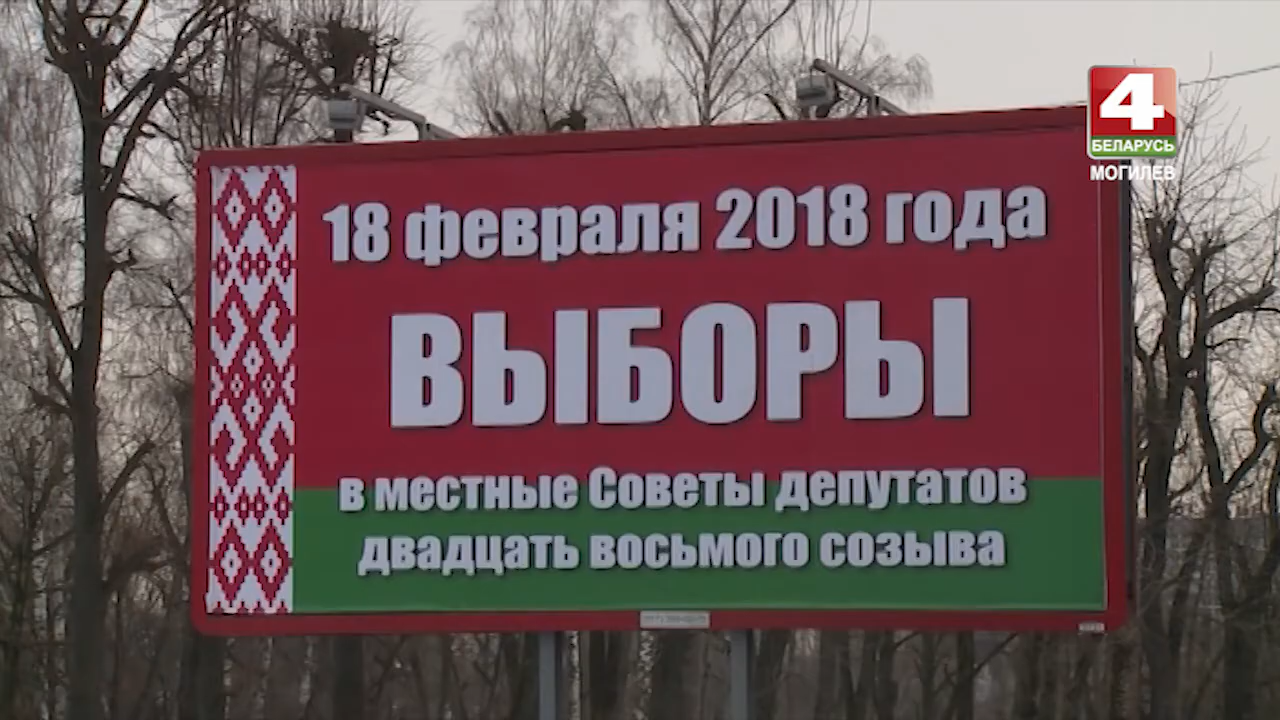 4
БЕЛАРУСЬ
МОГИЛЕВ
18 февраля 2018 года
ВЫБОРЫ
в местные Советы депутатов
двадцать восьмого созыва